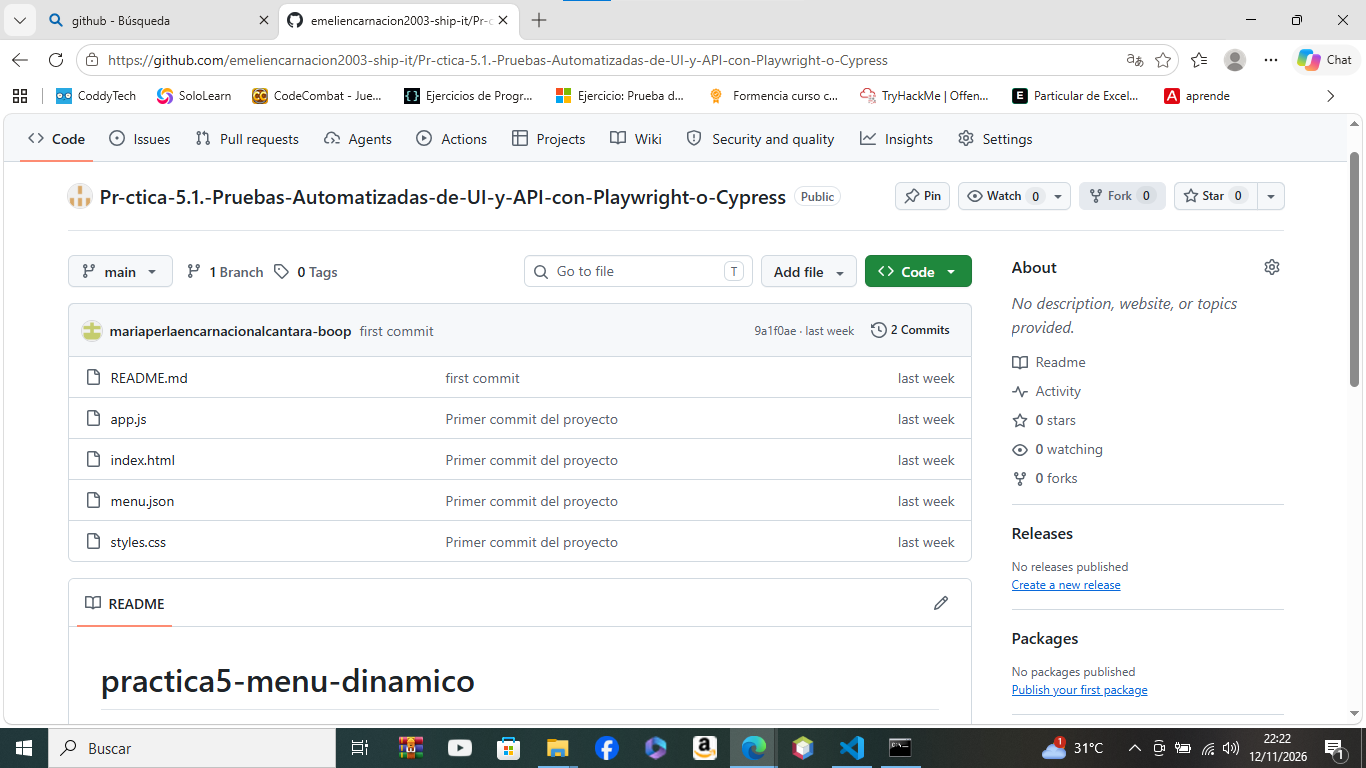 github - Búsqueda
emeliencarnacion2003-ship-it/Pr-c
https://github.com/emeliencarnacion2003-ship-it/Pr-ctica-5.1.-Pruebas-Automatizadas-de-UI-y-API-con-Playwright-o-Cypress
Chat
CoddyTech
SoloLearn
CodeCombat - Jue...
Ejercicios de Progr...
Ejercicio: Prueba d...
Formencia curso c...
TryHackMe | Offen...
Particular de Excel...
aprende
Code
Issues
Pull requests
Agents
Actions
Projects
Wiki
Security and quality
Insights
Settings
Pr-ctica-5.1.-Pruebas-Automatizadas-de-UI-y-API-con-Playwright-o-Cypress
Public
Pin
Watch 0
Fork 0
Star 0
main
1 Branch
0 Tags
Go to file
T
Add file
Code
mariaperlaencarnacionalcantara-boop first commit
9a1f0ae · last week
2 Commits
README.md first commit last week
app.js Primer commit del proyecto last week
index.html Primer commit del proyecto last week
menu.json Primer commit del proyecto last week
styles.css Primer commit del proyecto last week
README
practica5-menu-dinamico
About
No description, website, or topics
provided.
Readme
Activity
0 stars
0 watching
0 forks
Releases
No releases published
Create a new release
Packages
No packages published
Publish your first package
Buscar
1
31°C
22:22
12/11/2026
1